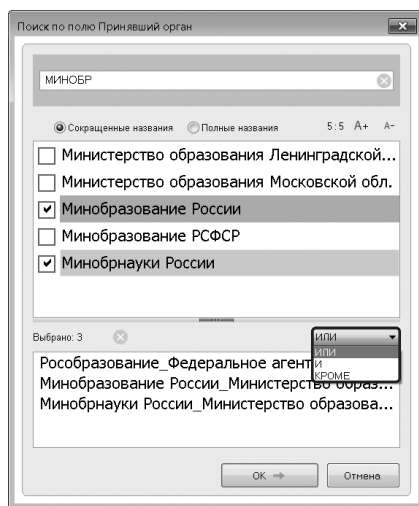 Поиск по полю Принявший орган
МИНОБР
Сокращенные названия Полные названия 5:5 A+ A-
Министерство образования Ленинградской...
Министерство образования Московской обл.
Минобразование России
Минобразование РСФСР
Минобрнауки России
Выбрано: 3 ИЛИ
ИЛИ
И
КРОМЕ
Рособразование_Федеральное агент
Минобразование России_Министерство образ...
Минобрнауки России_Министерство образова...
ОК Отмена